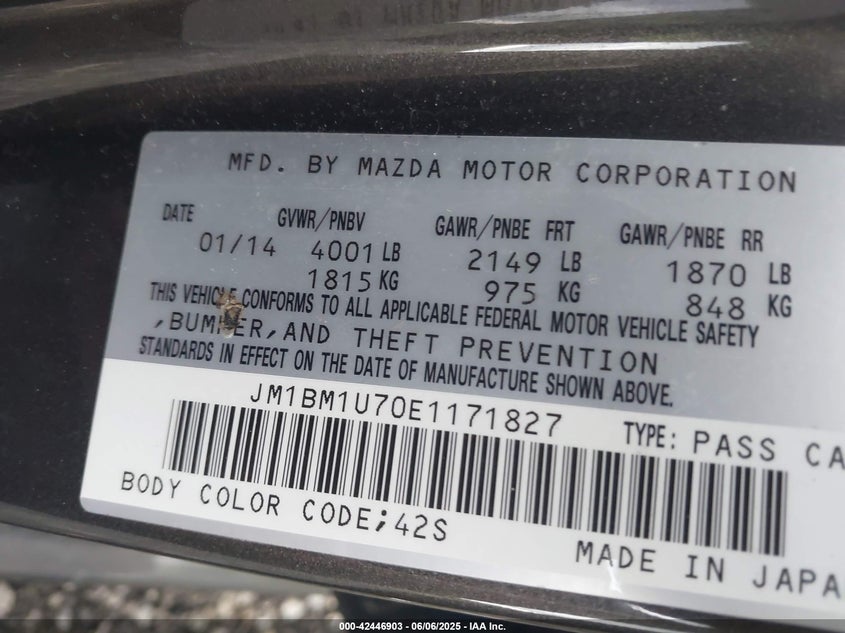 MFD. BY MAZDA MOTOR CORPORATION
DATE GVWR/PNBV GAWR/PNBE FRT GAWR/PNBE RR
01/14 4001 LB 2149 LB 1870 LB
1815 KG 975 KG 848 KG
THIS VEHICLE CONFORMS TO ALL APPLICABLE FEDERAL MOTOR VEHICLE SAFETY
,BUMPER,AND THEFT PREVENTION
STANDARDS IN EFFECT ON THE DATE OF MANUFACTURE SHOWN ABOVE.
JM1BM1U70E1171827 TYPE: PASS CA
BODY COLOR CODE;42S
MADE IN JAPA
000-42446903 - 06/06/2025 - IAA Inc.